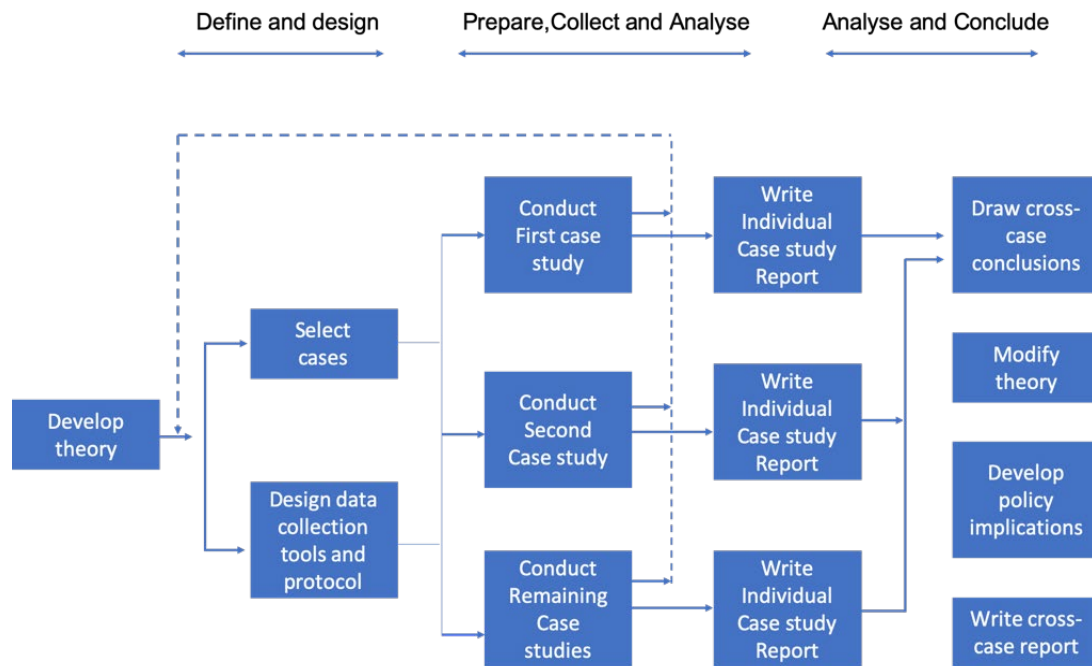 Define and design
Prepare,Collect and Analyse
Analyse and Conclude
Develop
theory
Select
cases
Design data
collection
tools and
protocol
Conduct
First case
study
Conduct
Second
Case study
Conduct
Remaining
Case
studies
Write
Individual
Case study
Report
Write
Individual
Case study
Report
Write
Individual
Case study
Report
Draw cross-
case
conclusions
Modify
theory
Develop
policy
implications
Write cross-
case report